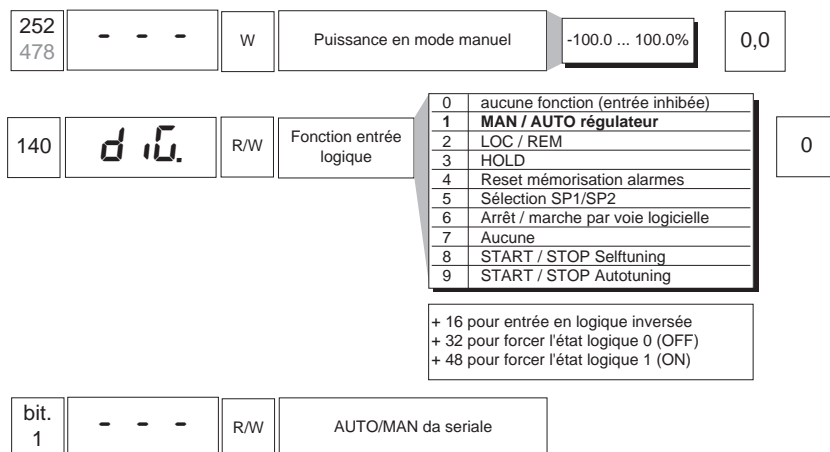 252
478
- - -
W
Puissance en mode manuel
-100.0 ... 100.0%
0,0
140
diG.
R/W
Fonction entrée
logique
0 aucune fonction (entrée inhibée)
1 MAN / AUTO régulateur
2 LOC / REM
3 HOLD
4 Reset mémorisation alarmes
5 Sélection SP1/SP2
6 Arrêt / marche par voie logicielle
7 Aucune
8 START / STOP Selftuning
9 START / STOP Autotuning
0
+ 16 pour entrée en logique inversée
+ 32 pour forcer l'état logique 0 (OFF)
+ 48 pour forcer l'état logique 1 (ON)
bit.
1
- - -
R/W
AUTO/MAN da seriale